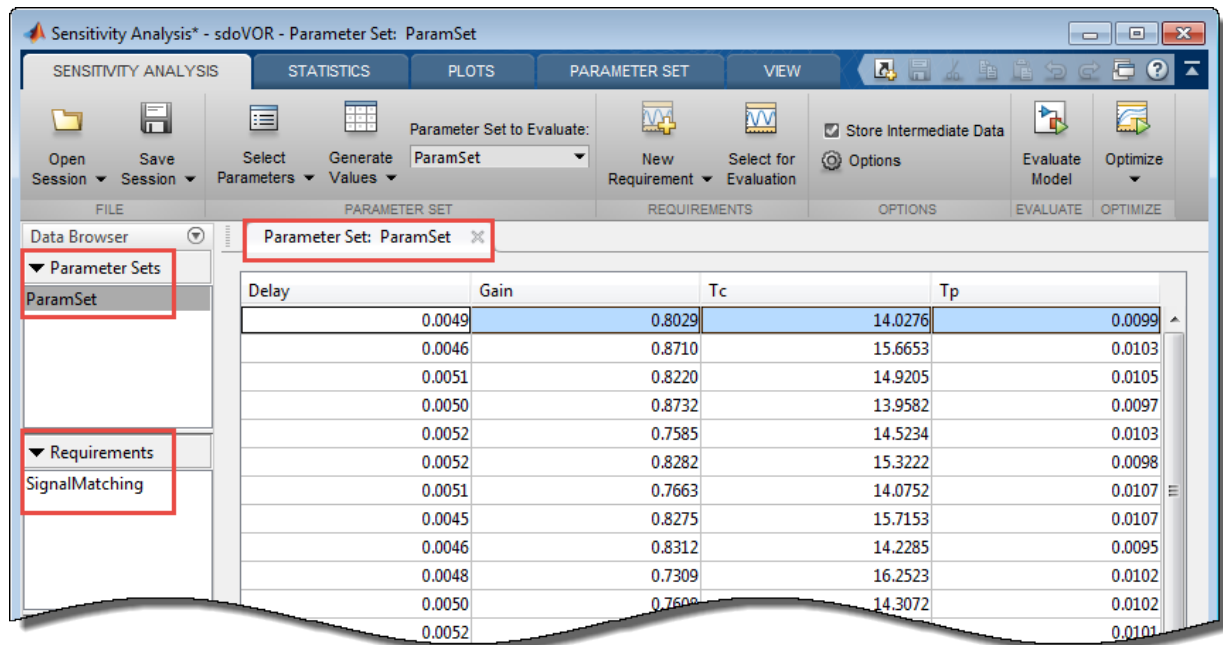 Sensitivity Analysis* - sdoVOR - Parameter Set: ParamSet
SENSITIVITY ANALYSIS STATISTICS PLOTS PARAMETER SET VIEW
Open Session
Save Session
Select Parameters
Generate Values
Parameter Set to Evaluate:
ParamSet
New Requirement
Select for Evaluation
Store Intermediate Data
Options
Evaluate Model
Optimize
FILE PARAMETER SET REQUIREMENTS OPTIONS EVALUATE OPTIMIZE
Data Browser
Parameter Sets
ParamSet
Requirements
SignalMatching
Parameter Set: ParamSet
Delay Gain Tc Tp
0.0049 0.8029 14.0276 0.0099
0.0046 0.8710 15.6653 0.0103
0.0051 0.8220 14.9205 0.0105
0.0050 0.8732 13.9582 0.0097
0.0052 0.7585 14.5234 0.0103
0.0052 0.8282 15.3222 0.0098
0.0051 0.7663 14.0752 0.0107
0.0045 0.8275 15.7153 0.0107
0.0046 0.8312 14.2285 0.0095
0.0048 0.7309 16.2523 0.0102
0.0050 14.3072 0.0102
0.0052 0.0101